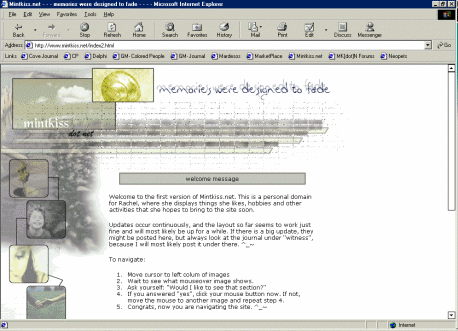 Mintkiss.net - - - memories were designed to fade - - - - Microsoft Internet Explorer
File Edit View Favorites Tools Help
Back Forward Stop Refresh Home Search Favorites History Mail Print Edit Discuss Messenger
Address http://www.mintkiss.net/index2.html Go
Links Cove Journal CP Delphi GM-Colored People GM-Journal Mardesss MarketPlace Mintkiss.net MK[dot]N Forums Neopets
memories were designed to fade
mintkiss
dot net
welcome message
Welcome to the first version of Mintkiss.net. This is a personal domain
for Rachel, where she displays things she likes, hobbies and other
activities that she hopes to bring to the site soon.
Updates occur continually, and the layout so far seems to work just
fine and will most likely be up for a while. If there is a big update, they
might be posted here, but always look at the journal under "witness",
because I will most likely post it under there. ^_~
To navigate:
1. Move cursor to left colum of images
2. Wait to see what mouseover image shows.
3. Ask yourself: "Would I like to see that section?"
4. If you answered "yes", click your mouse button now. If not,
move the mouse to another image and repeat step 4.
5. Congrats, now you are navigating the site. ^_~
Internet